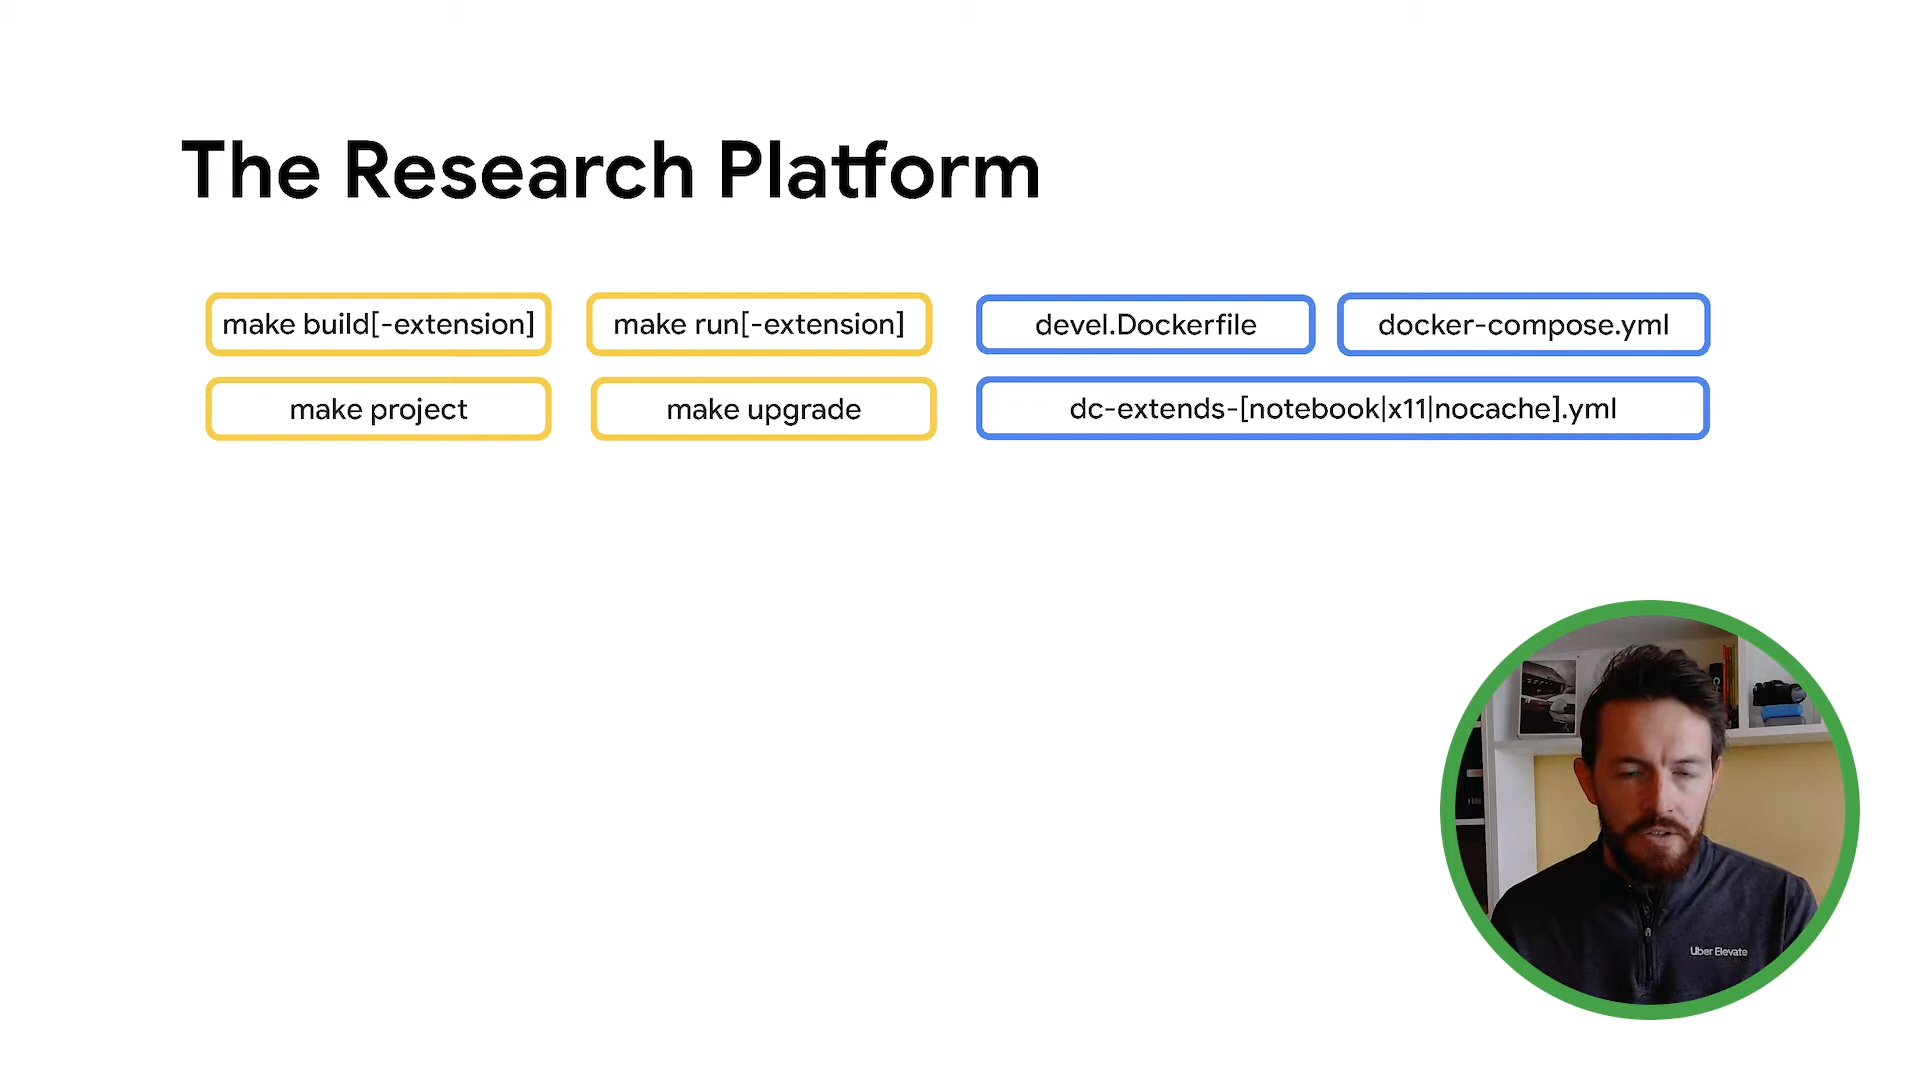 The Research Platform
make build[-extension]
make run[-extension]
devel.Dockerfile
docker-compose.yml
make project
make upgrade
dc-extends-[notebook|x11|nocache].yml
Uber Elevate